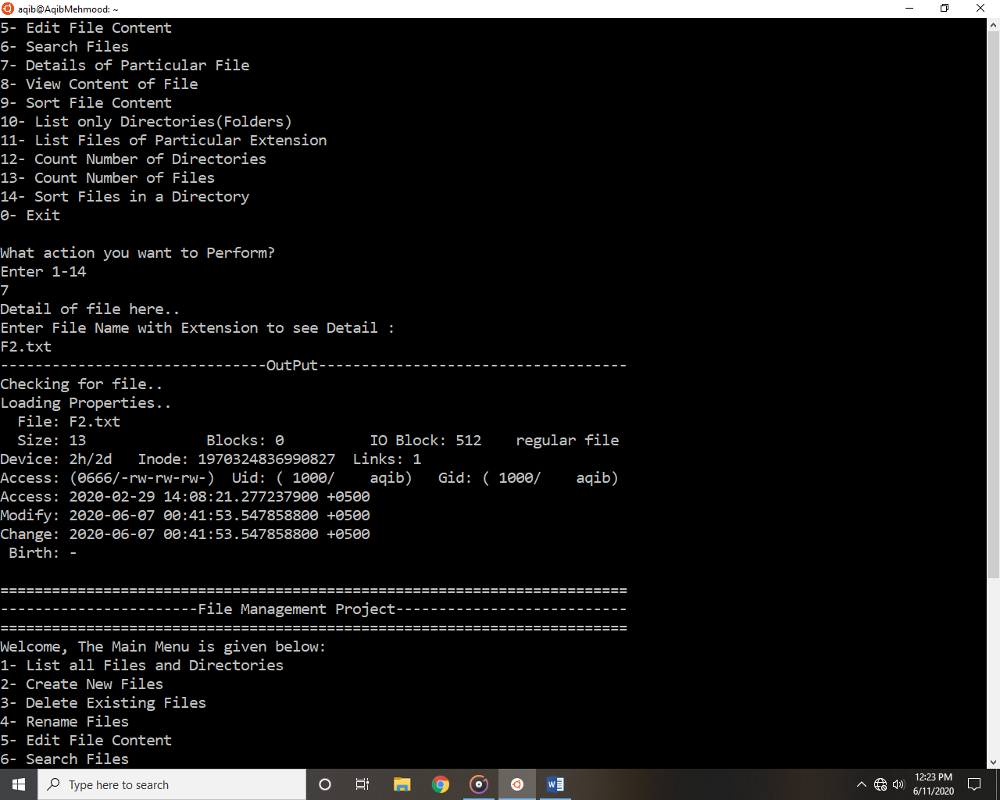 aqib@AqibMehmood: ~
5- Edit File Content
6- Search Files
7- Details of Particular File
8- View Content of File
9- Sort File Content
10- List only Directories(Folders)
11- List Files of Particular Extension
12- Count Number of Directories
13- Count Number of Files
14- Sort Files in a Directory
0- Exit
What action you want to Perform?
Enter 1-14
7
Detail of file here..
Enter File Name with Extension to see Detail :
F2.txt
-------------------------------OutPut------------------------------------
Checking for file..
Loading Properties..
  File: F2.txt
  Size: 13              Blocks: 0          IO Block: 512    regular file
Device: 2h/2d   Inode: 1970324836990827  Links: 1
Access: (0666/-rw-rw-rw-)  Uid: ( 1000/    aqib)   Gid: ( 1000/    aqib)
Access: 2020-02-29 14:08:21.277237900 +0500
Modify: 2020-06-07 00:41:53.547858800 +0500
Change: 2020-06-07 00:41:53.547858800 +0500
 Birth: -
=========================================================================
-----------------------File Management Project---------------------------
=========================================================================
Welcome, The Main Menu is given below:
1- List all Files and Directories
2- Create New Files
3- Delete Existing Files
4- Rename Files
5- Edit File Content
6- Search Files
Type here to search
12:23 PM
6/11/2020